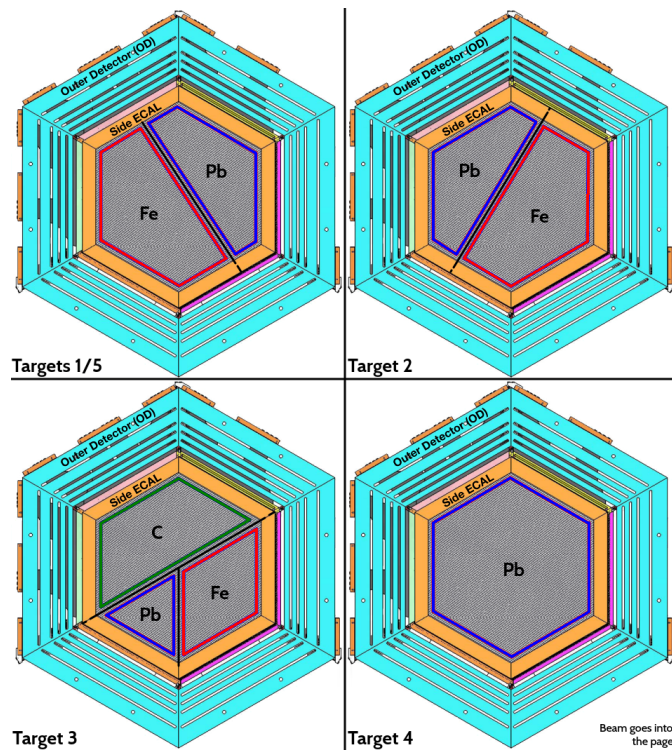 Outer Detector (OD)
Side ECAL
Pb
Fe
Targets 1/5
Outer Detector (OD)
Side ECAL
Pb
Fe
Target 2
Outer Detector (OD)
Side ECAL
C
Pb
Fe
Target 3
Outer Detector (OD)
Side ECAL
Pb
Target 4
Beam goes into
the page